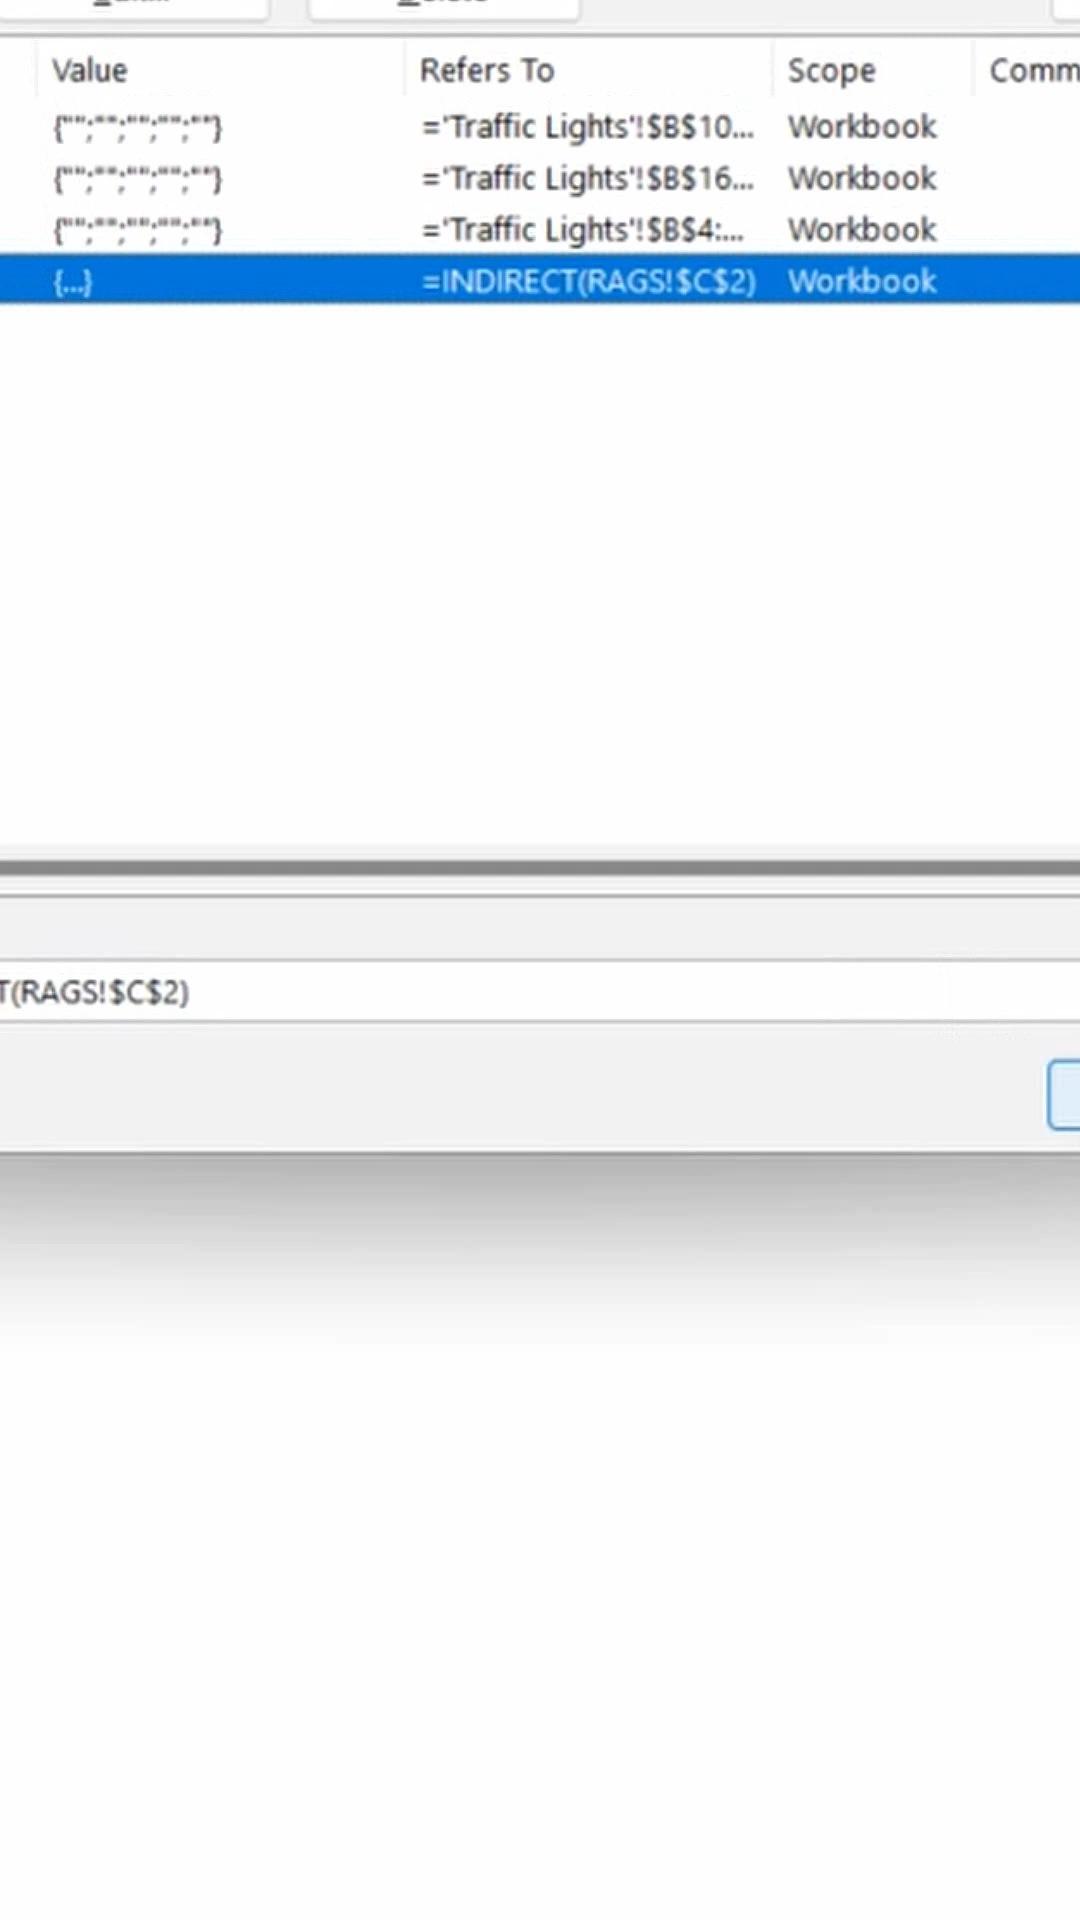 Value Refers To Scope Comm
{"";"";"";"";""} ='Traffic Lights'!$B$10... Workbook
{"";"";"";"";""} ='Traffic Lights'!$B$16... Workbook
{"";"";"";"";""} ='Traffic Lights'!$B$4:... Workbook
{...} =INDIRECT(RAGS!$C$2) Workbook
T(RAGS!$C$2)